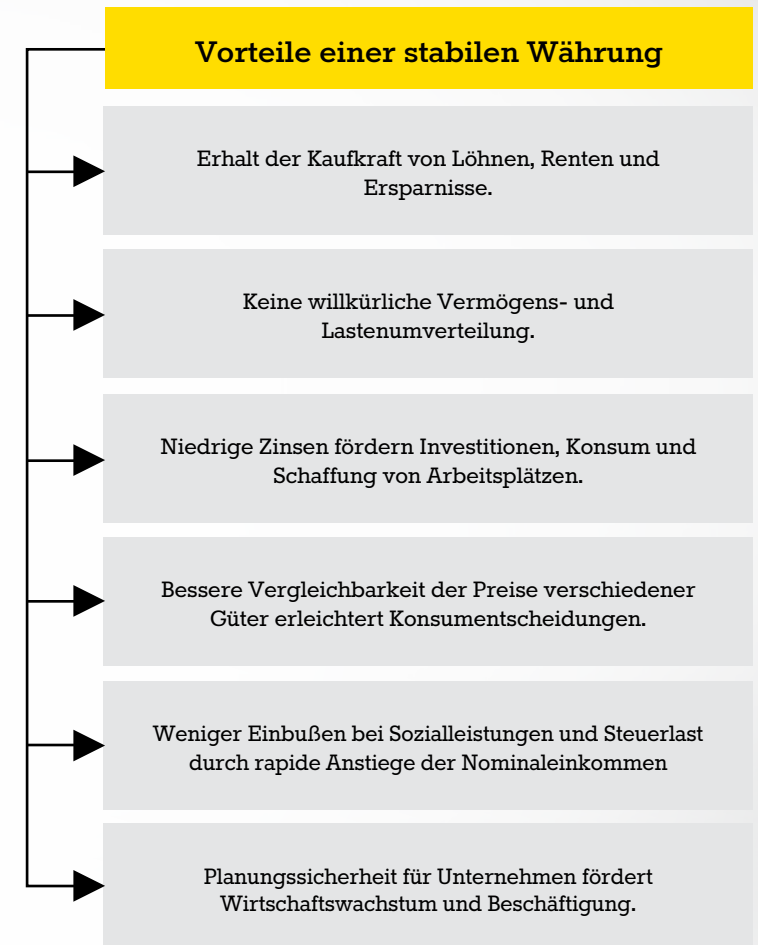 Vorteile einer stabilen Währung
Erhalt der Kaufkraft von Löhnen, Renten und
Ersparnisse.
Keine willkürliche Vermögens- und
Lastenumverteilung.
Niedrige Zinsen fördern Investitionen, Konsum und
Schaffung von Arbeitsplätzen.
Bessere Vergleichbarkeit der Preise verschiedener
Güter erleichtert Konsumentscheidungen.
Weniger Einbußen bei Sozialleistungen und Steuerlast
durch rapide Anstiege der Nominaleinkommen
Planungssicherheit für Unternehmen fördert
Wirtschaftswachstum und Beschäftigung.